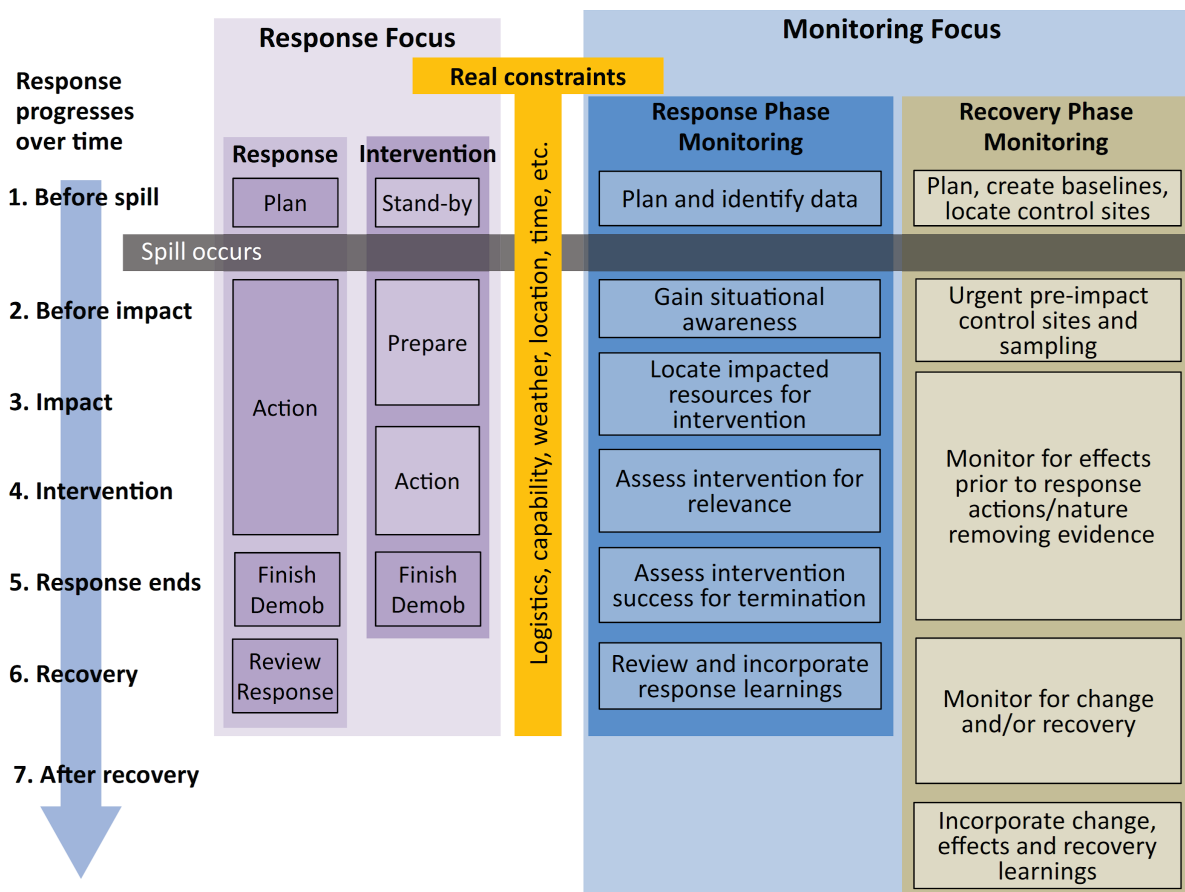 Response Focus
Monitoring Focus
Real constraints
Response
progresses
over time
Response
Intervention
Logistics, capability, weather, location, time, etc.
Response Phase
Monitoring
Recovery Phase
Monitoring
1. Before spill
Plan
Stand-by
Plan and identify data
Plan, create baselines,
locate control sites
Spill occurs
2. Before impact
Action
Prepare
Gain situational
awareness
Urgent pre-impact
control sites and
sampling
3. Impact
Locate impacted
resources for
intervention
4. Intervention
Action
Assess intervention for
relevance
Monitor for effects
prior to response
actions/nature
removing evidence
5. Response ends
Finish
Demob
Finish
Demob
Assess intervention
success for termination
6. Recovery
Review
Response
Review and incorporate
response learnings
Monitor for change
and/or recovery
7. After recovery
Incorporate change,
effects and recovery
learnings